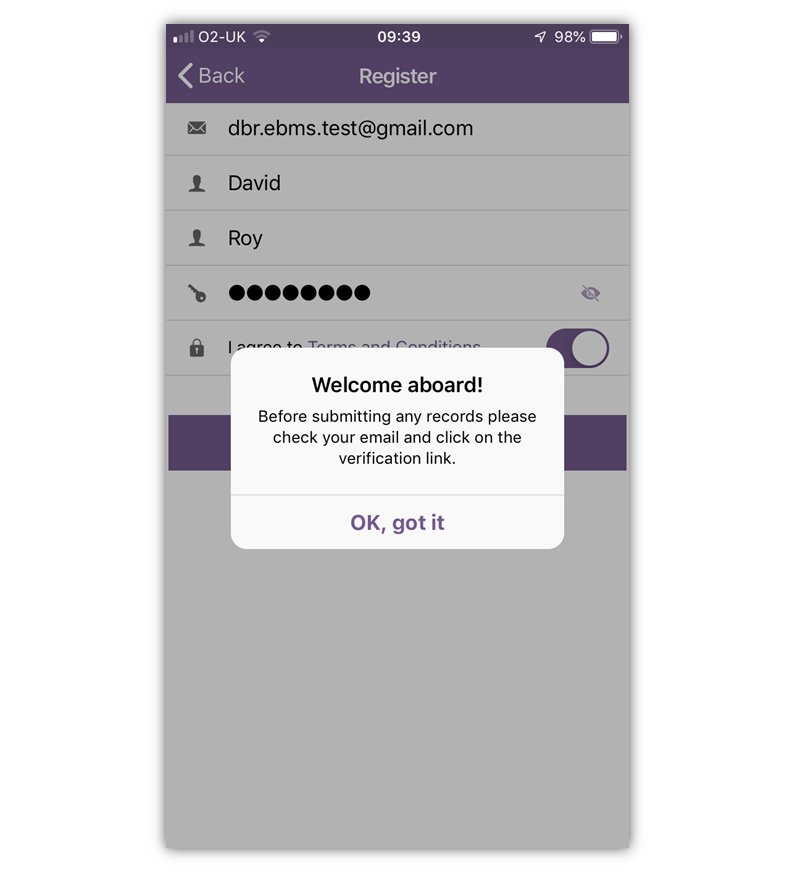 O2-UK 09:39 98%
Back Register
dbr.ebms.test@gmail.com
David
Roy
●●●●●●●●
I agree to Terms and Conditions
Welcome aboard!
Before submitting any records please
check your email and click on the
verification link.
OK, got it